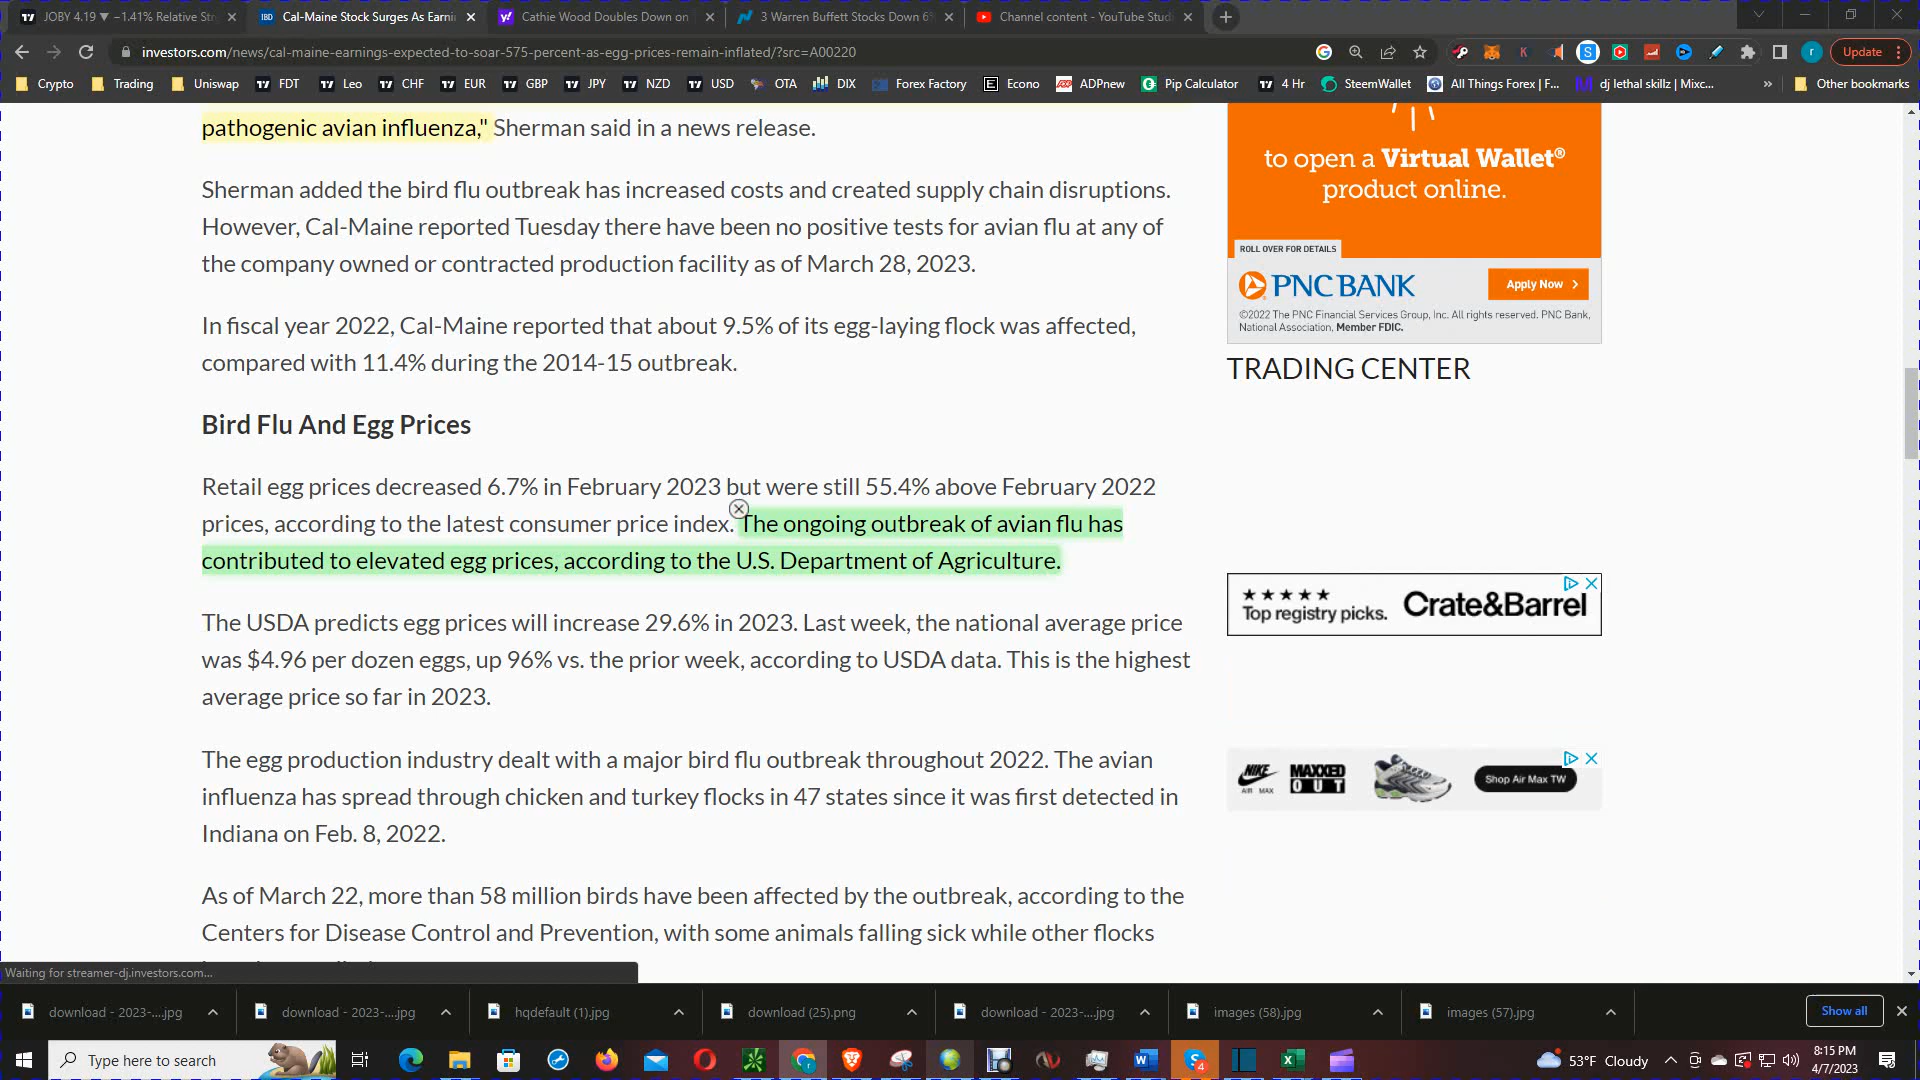 JOBY 4.19 ▼ −1.41% Relative Str
Cal-Maine Stock Surges As Earni
Cathie Wood Doubles Down on
3 Warren Buffett Stocks Down 6
Channel content - YouTube Stud
investors.com/news/cal-maine-earnings-expected-to-soar-575-percent-as-egg-prices-remain-inflated/?src=A00220
Update
Crypto
Trading
Uniswap
FDT
Leo
CHF
EUR
GBP
JPY
NZD
USD
OTA
DIX
Forex Factory
Econo
ADPnew
Pip Calculator
4 Hr
SteemWallet
All Things Forex | F...
dj lethal skillz | Mixc...
»
Other bookmarks
pathogenic avian influenza," Sherman said in a news release.
Sherman added the bird flu outbreak has increased costs and created supply chain disruptions.
However, Cal-Maine reported Tuesday there have been no positive tests for avian flu at any of
the company owned or contracted production facility as of March 28, 2023.
In fiscal year 2022, Cal-Maine reported that about 9.5% of its egg-laying flock was affected,
compared with 11.4% during the 2014-15 outbreak.
Bird Flu And Egg Prices
Retail egg prices decreased 6.7% in February 2023 but were still 55.4% above February 2022
prices, according to the latest consumer price index. The ongoing outbreak of avian flu has
contributed to elevated egg prices, according to the U.S. Department of Agriculture.
The USDA predicts egg prices will increase 29.6% in 2023. Last week, the national average price
was $4.96 per dozen eggs, up 96% vs. the prior week, according to USDA data. This is the highest
average price so far in 2023.
The egg production industry dealt with a major bird flu outbreak throughout 2022. The avian
influenza has spread through chicken and turkey flocks in 47 states since it was first detected in
Indiana on Feb. 8, 2022.
As of March 22, more than 58 million birds have been affected by the outbreak, according to the
Centers for Disease Control and Prevention, with some animals falling sick while other flocks
to open a Virtual Wallet®
product online.
ROLL OVER FOR DETAILS
PNC BANK
Apply Now
©2022 The PNC Financial Services Group, Inc. All rights reserved. PNC Bank,
National Association, Member FDIC.
TRADING CENTER
★★★★★
Top registry picks.
Crate&Barrel
NIKE
AIR MAX
MAXXED
OUT
Shop Air Max TW
Waiting for streamer-dj.investors.com...
download - 2023-....jpg
download - 2023-....jpg
hqdefault (1).jpg
download (25).png
download - 2023-....jpg
images (58).jpg
images (57).jpg
Show all
Type here to search
4
53°F Cloudy
8:15 PM
4/7/2023